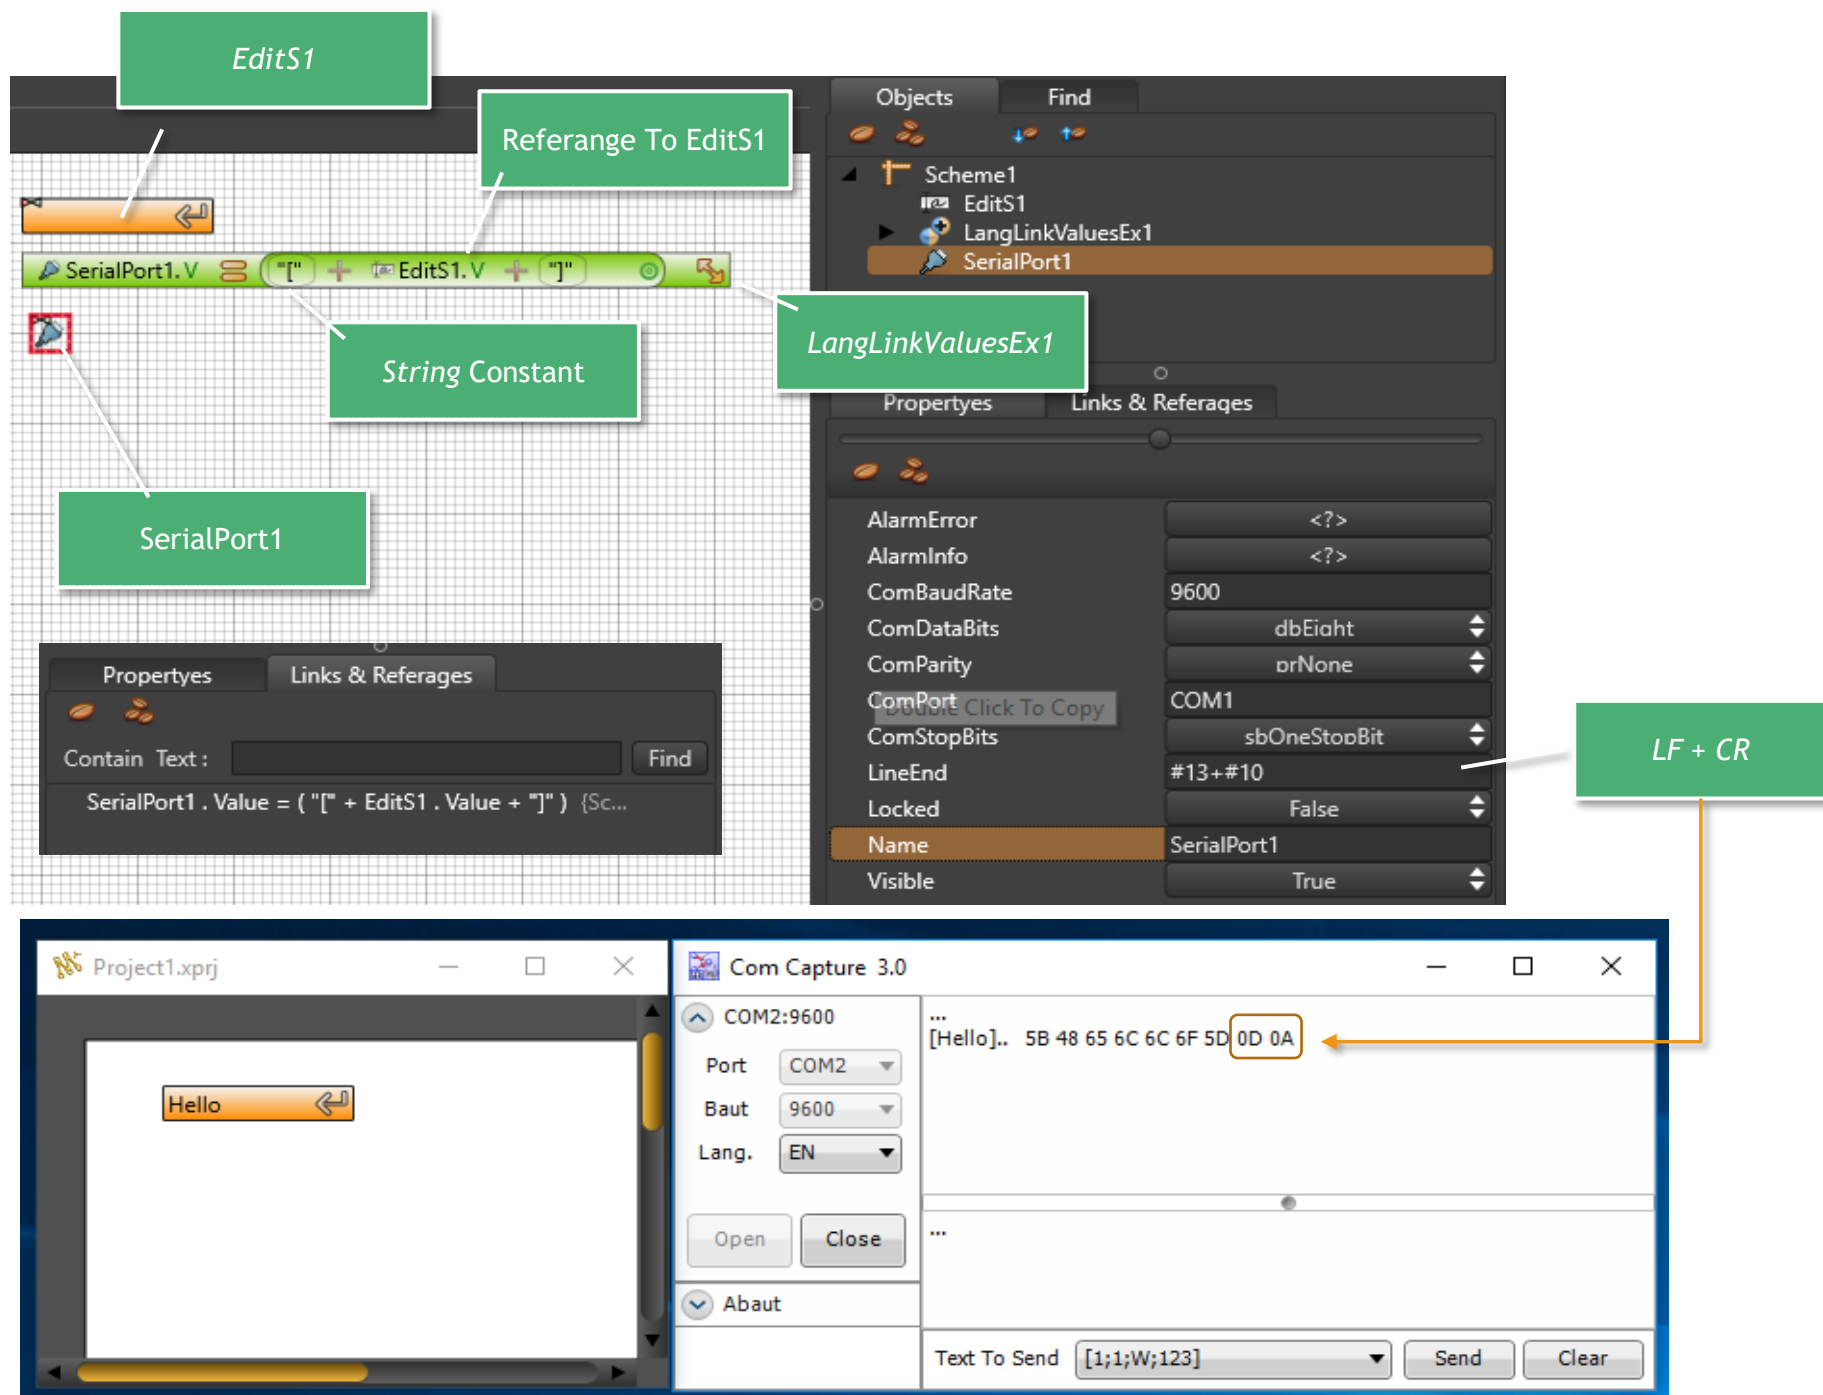 EditS1
Referange To EditS1
SerialPort1.V "[" + EditS1.V + "]"
String Constant
LangLinkValuesEx1
SerialPort1
Objects Find
Scheme1
EditS1
LangLinkValuesEx1
SerialPort1
Propertyes Links & Referages
AlarmError <?>
AlarmInfo <?>
ComBaudRate 9600
ComDataBits dbEight
ComParity prNone
ComPort COM1
Double Click To Copy
ComStopBits sbOneStopBit
LineEnd #13+#10
Locked False
Name SerialPort1
Visible True
LF + CR
Propertyes Links & Referages
Contain Text : Find
SerialPort1 . Value = ( "[" + EditS1 . Value + "]" ) {Sc...
Project1.xprj
Hello
Com Capture 3.0
COM2:9600
Port COM2
Baut 9600
Lang. EN
Open Close
Abaut
...
[Hello].. 5B 48 65 6C 6C 6F 5D 0D 0A
...
Text To Send [1;1;W;123] Send Clear